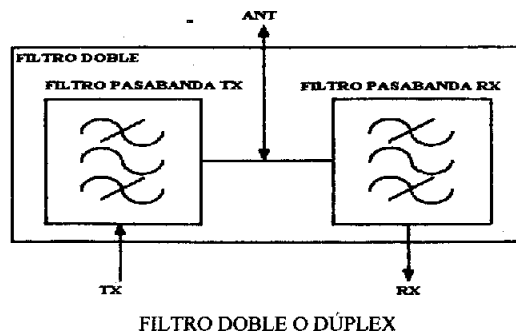 ANT
FILTRO DOBLE
FILTRO PASABANDA TX
FILTRO PASABANDA RX
TX
RX
FILTRO DOBLE O DÚPLEX